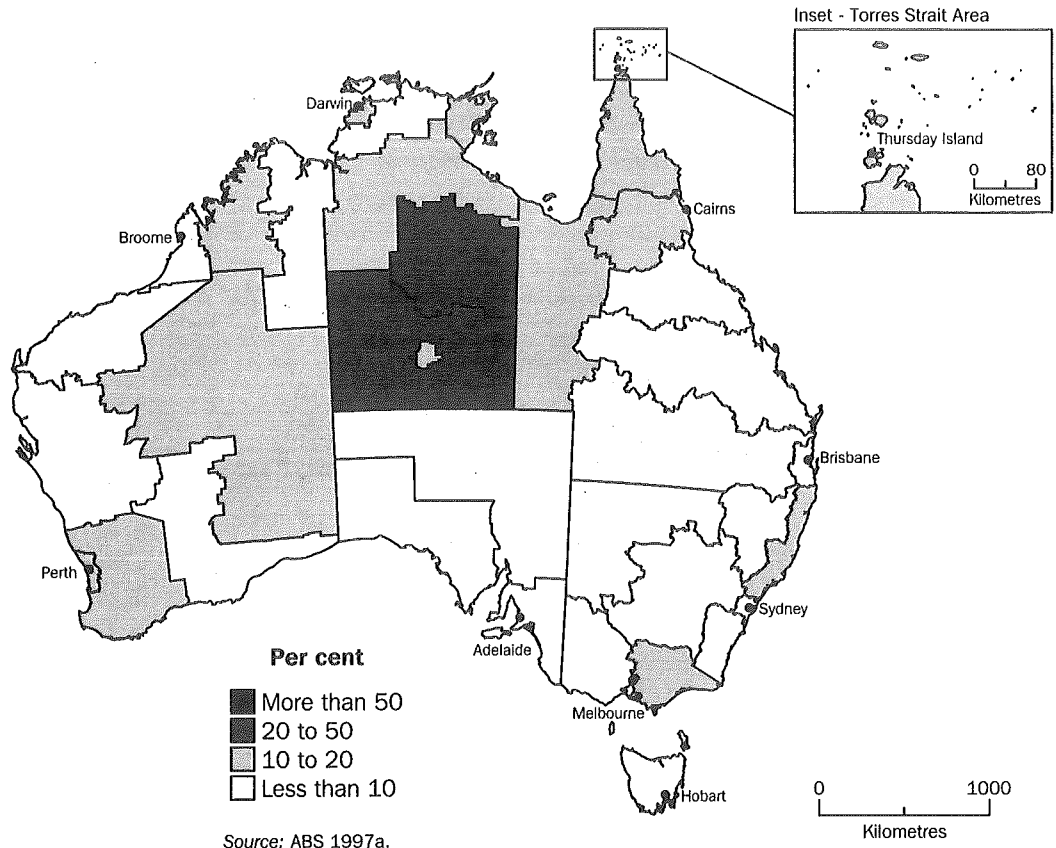 Inset - Torres Strait Area
Thursday Island
0 80
Kilometres
Darwin
Cairns
Broome
Brisbane
Perth
Sydney
Adelaide
Melbourne
Hobart
Per cent
More than 50
20 to 50
10 to 20
Less than 10
0 1000
Kilometres
Source: ABS 1997a.